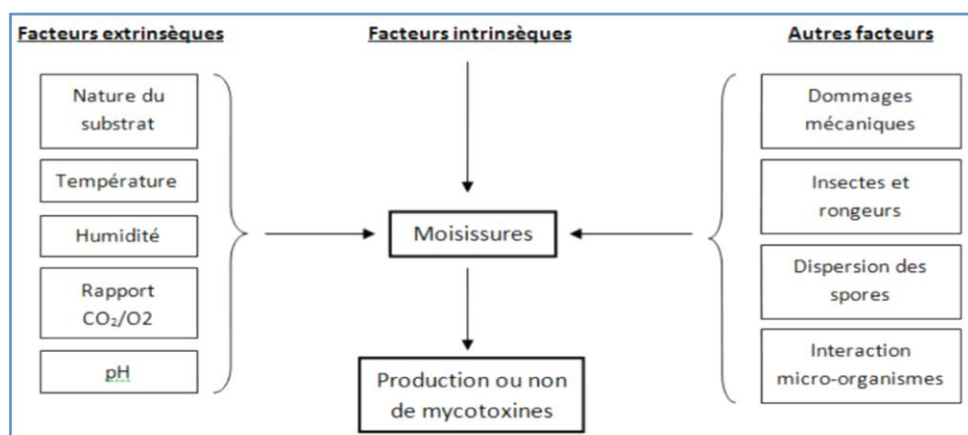 Facteurs extrinsèques
Nature du
substrat
Température
Humidité
Rapport
CO₂/O2
pH
Facteurs intrinsèques
Moisissures
Production ou non
de mycotoxines
Autres facteurs
Dommages
mécaniques
Insectes et
rongeurs
Dispersion des
spores
Interaction
micro-organismes